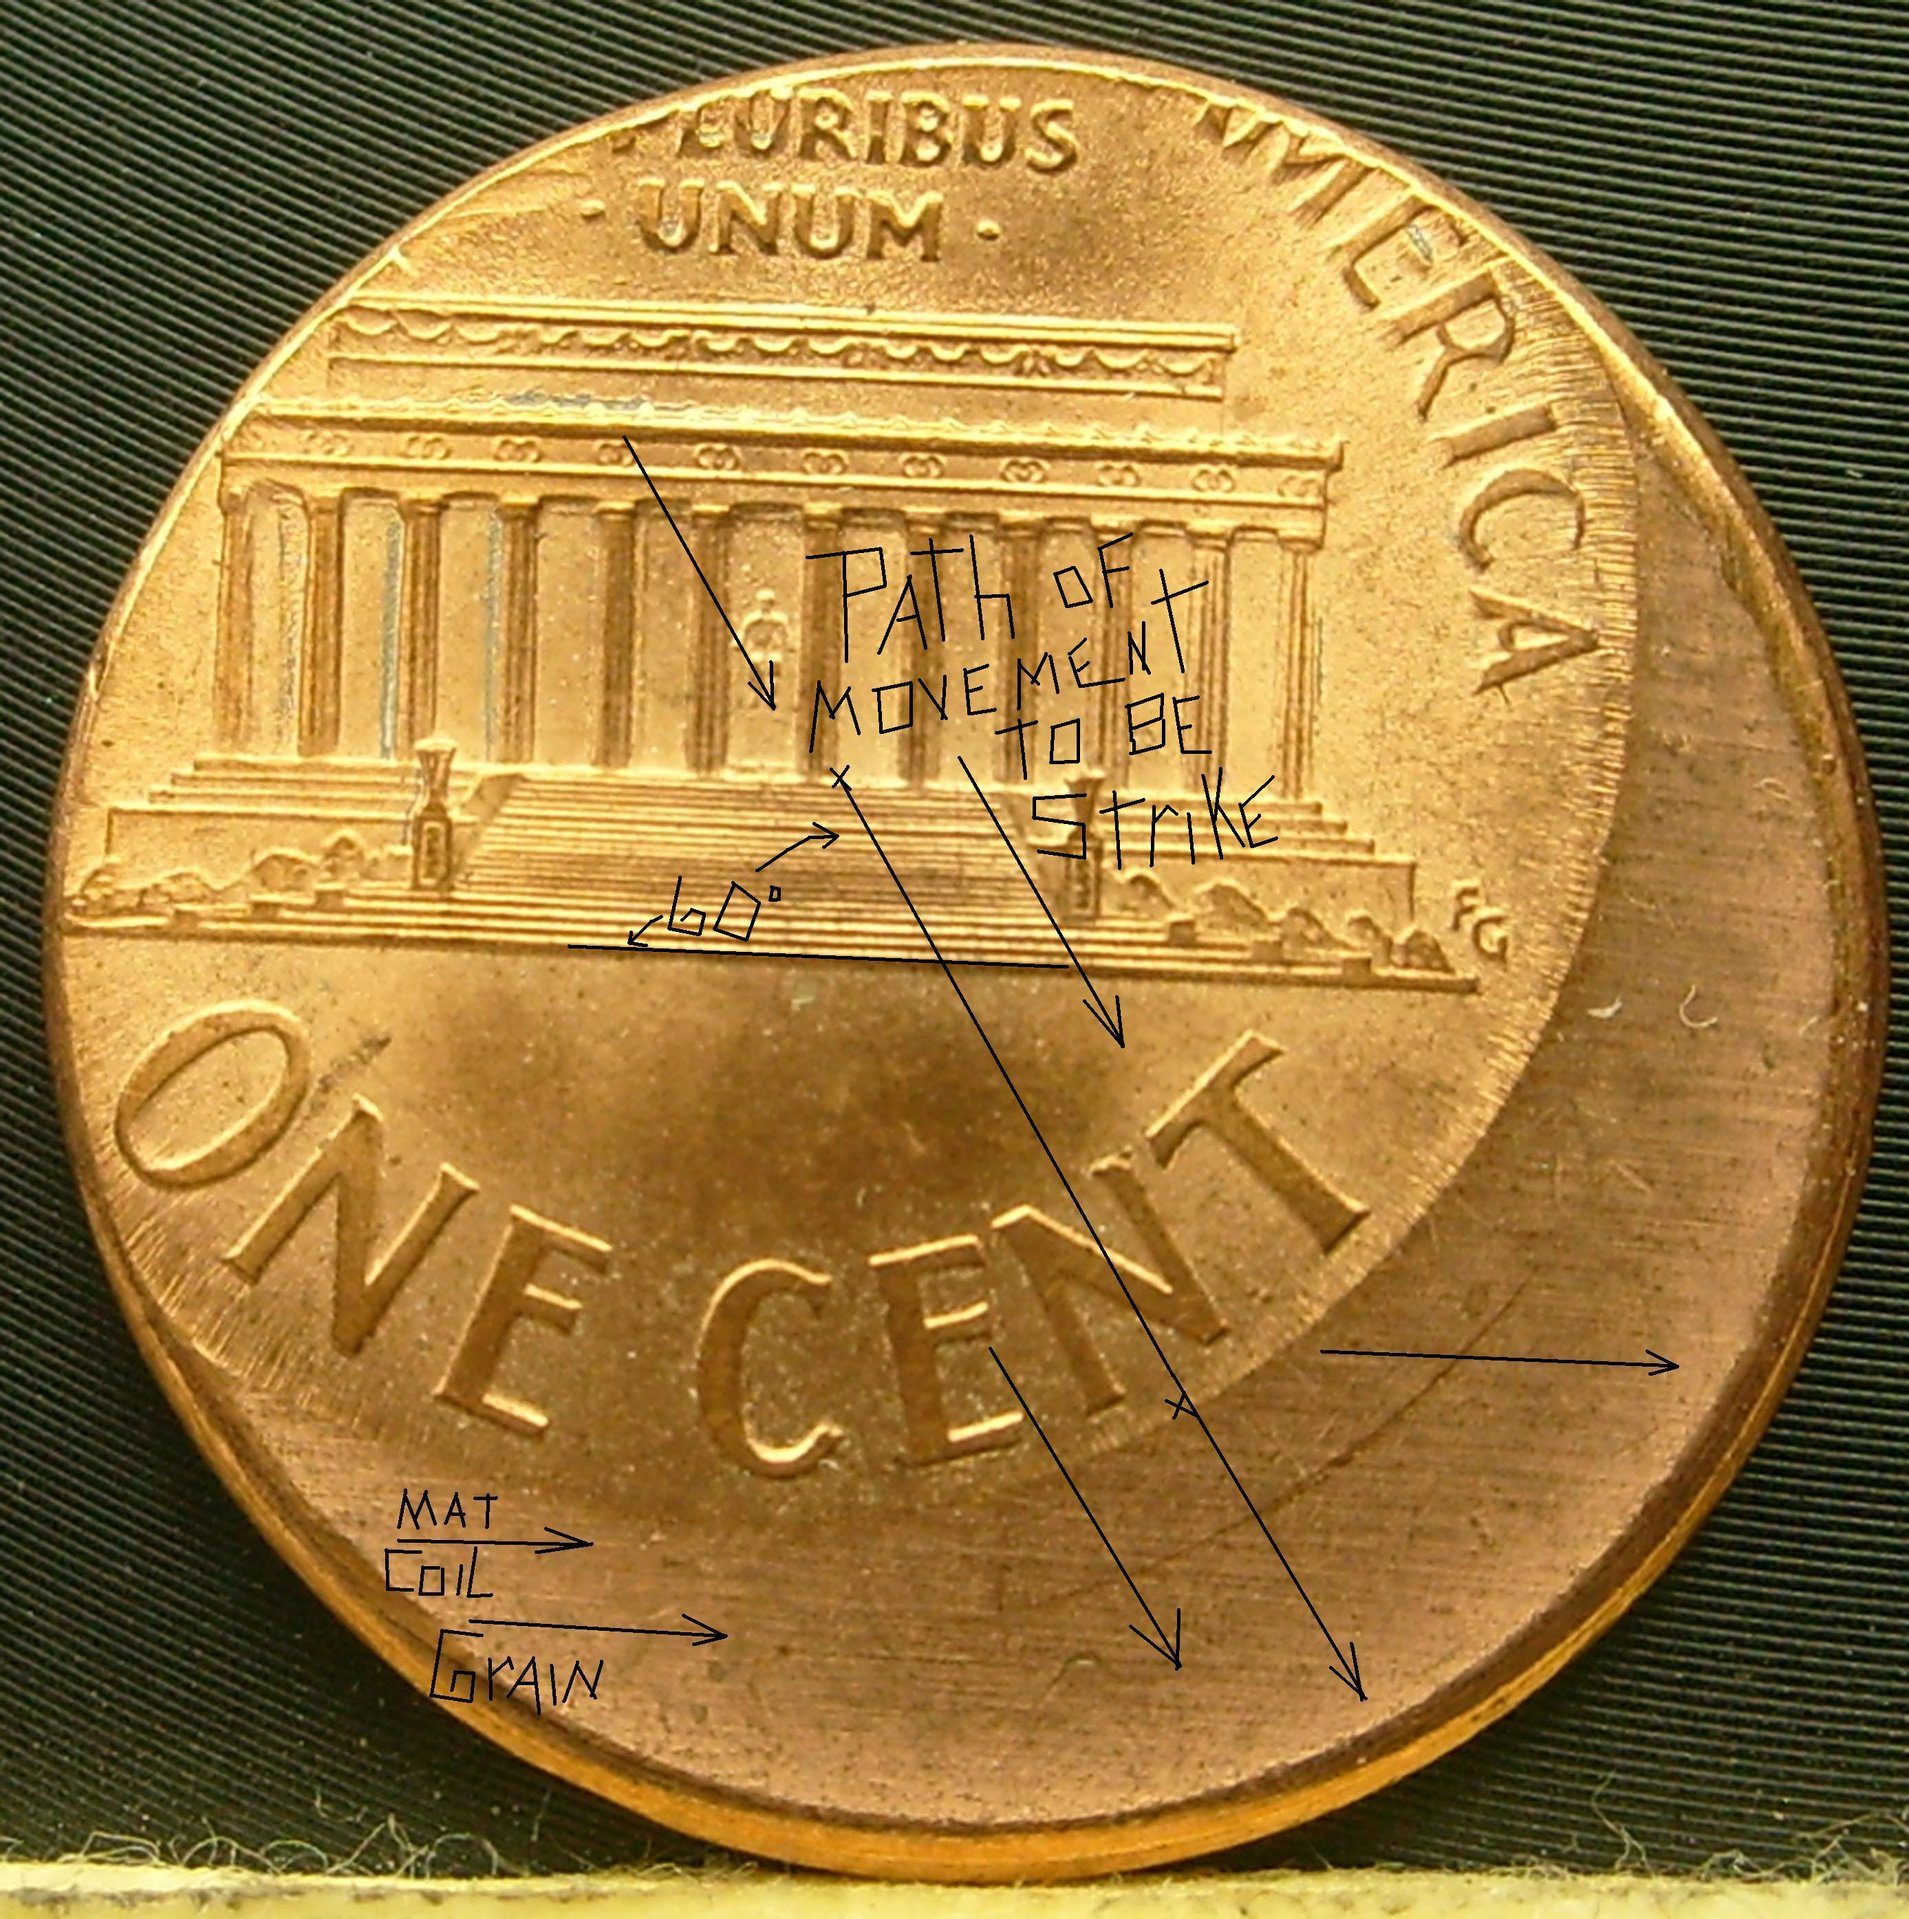 PLURIBUS
· UNUM ·
AMERICA
PATH OF
MOVEMENT
TO BE
STriKE
60°
FG
ONE CENT
MAT
COIL
GrAIN